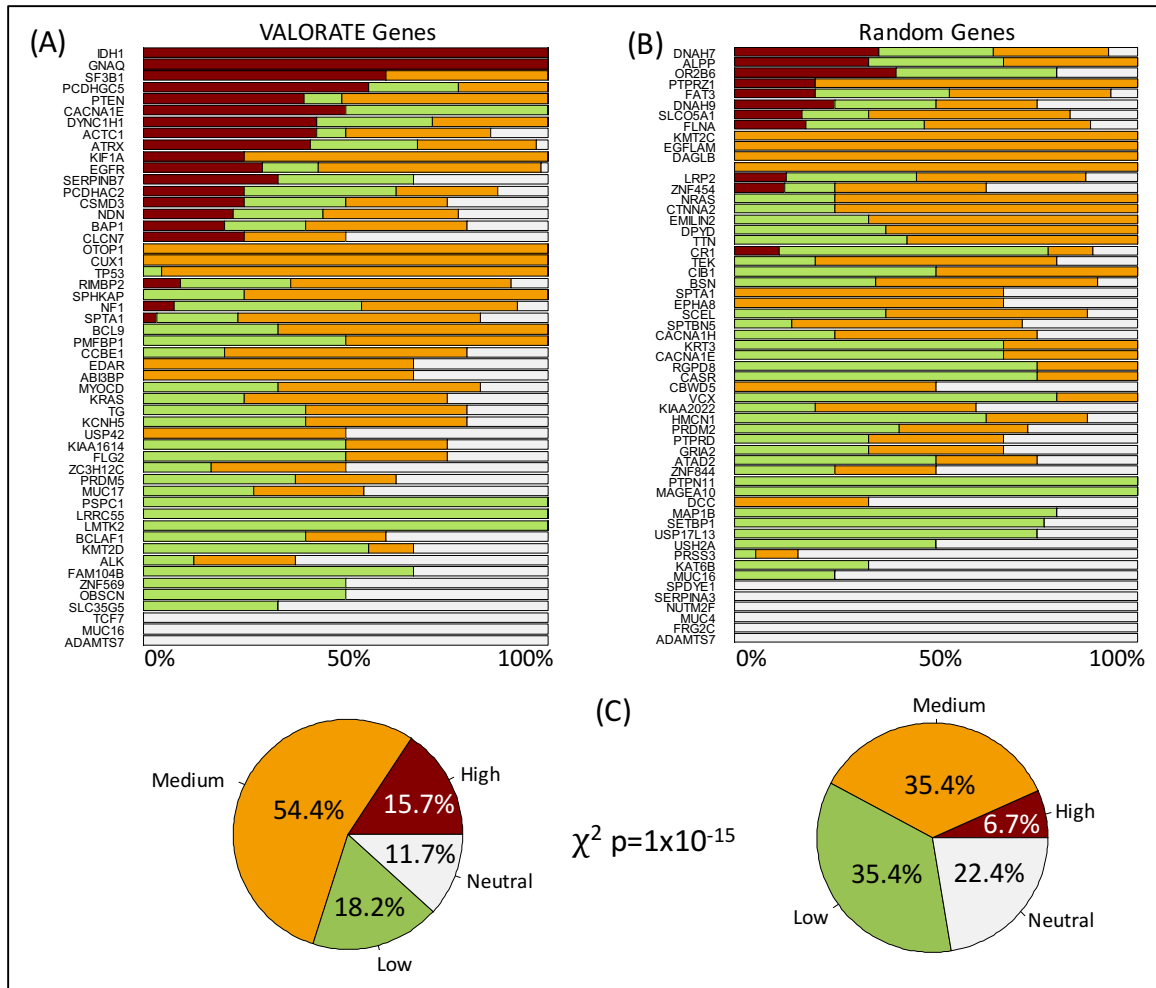 (A)
VALORATE Genes
IDH1
GNAQ
SF3B1
PCDHGC5
PTEN
CACNA1E
DYNC1H1
ACTC1
ATRX
KIF1A
EGFR
SERPINB7
PCDHAC2
CSMD3
NDN
BAP1
CLCN7
OTOP1
CUX1
TP53
RIMBP2
SPHKAP
NF1
SPTA1
BCL9
PMFBP1
CCBE1
EDAR
ABI3BP
MYOCD
KRAS
TG
KCNH5
USP42
KIAA1614
FLG2
ZC3H12C
PRDM5
MUC17
PSPC1
LRRC55
LMTK2
BCLAF1
KMT2D
ALK
FAM104B
ZNF569
OBSCN
SLC35G5
TCF7
MUC16
ADAMTS7
0% 50% 100%
(B)
Random Genes
DNAH7
ALPP
OR2B6
PTPRZ1
FAT3
DNAH9
SLCO5A1
FLNA
KMT2C
EGFLAM
DAGLB
LRP2
ZNF454
NRAS
CTNNA2
EMILIN2
DPYD
TTN
CR1
TEK
CIB1
BSN
SPTA1
EPHA8
SCEL
SPTBN5
CACNA1H
KRT3
CACNA1E
RGPD8
CASR
CBWD5
VCX
KIAA2022
HMCN1
PRDM2
PTPRD
GRIA2
ATAD2
ZNF844
PTPN11
MAGEA10
DCC
MAP1B
SETBP1
USP17L13
USH2A
PRSS3
KAT6B
MUC16
SPDYE1
SERPINA3
NUTM2F
MUC4
FRG2C
ADAMTS7
0% 50% 100%
(C)
Medium
High
54.4%
15.7%
11.7%
Neutral
18.2%
Low
χ² p=1x10⁻¹⁵
Medium
35.4%
High
6.7%
35.4%
22.4%
Low
Neutral